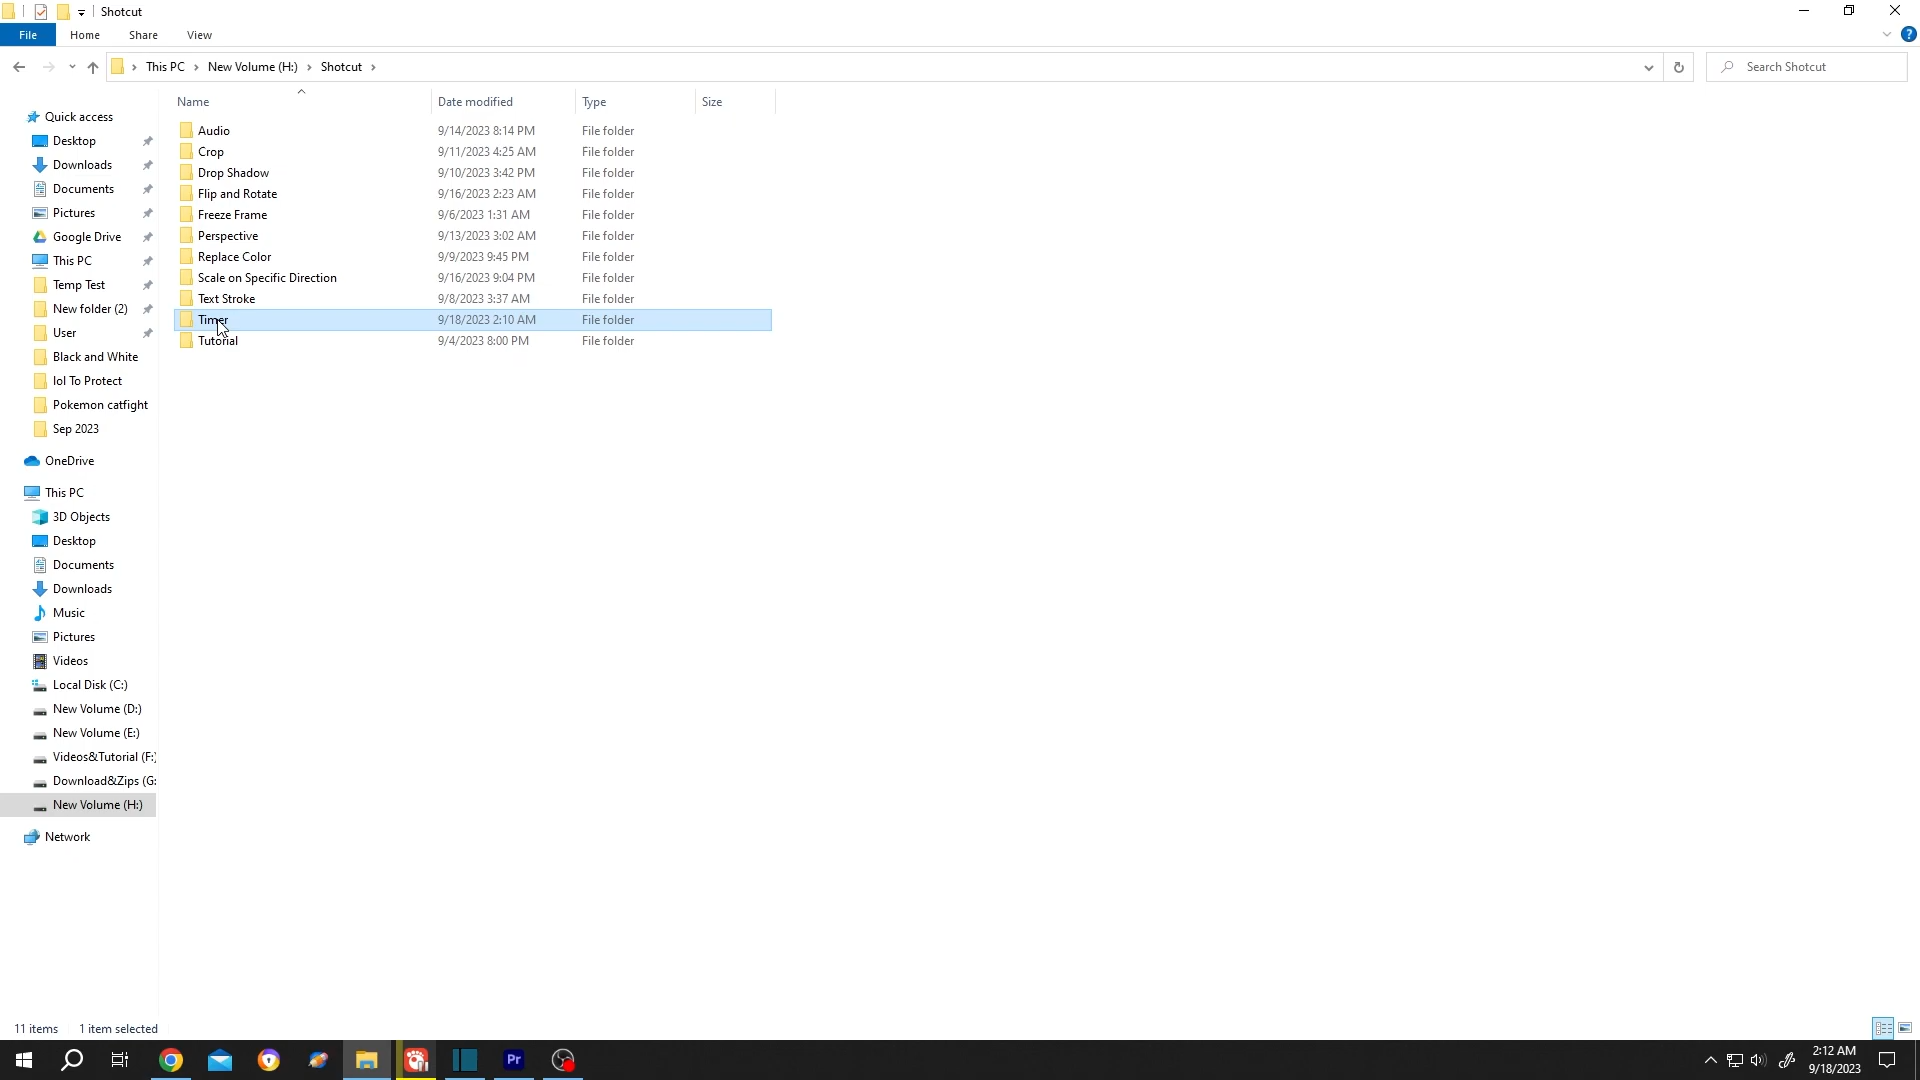 Shotcut
File Home Share View
This PC New Volume (H:) Shotcut Search Shotcut
Name Date modified Type Size
Audio 9/14/2023 8:14 PM File folder
Crop 9/11/2023 4:25 AM File folder
Drop Shadow 9/10/2023 3:42 PM File folder
Flip and Rotate 9/16/2023 2:23 AM File folder
Freeze Frame 9/6/2023 1:31 AM File folder
Perspective 9/13/2023 3:02 AM File folder
Replace Color 9/9/2023 9:45 PM File folder
Scale on Specific Direction 9/16/2023 9:04 PM File folder
Text Stroke 9/8/2023 3:37 AM File folder
Timer 9/18/2023 2:10 AM File folder
Tutorial 9/4/2023 8:00 PM File folder
Quick access
Desktop
Downloads
Documents
Pictures
Google Drive
This PC
Temp Test
New folder (2)
User
Black and White
lol To Protect
Pokemon catfight
Sep 2023
OneDrive
This PC
3D Objects
Desktop
Documents
Downloads
Music
Pictures
Videos
Local Disk (C:)
New Volume (D:)
New Volume (E:)
Videos&Tutorial (F:)
Download&Zips (G:
New Volume (H:)
Network
11 items 1 item selected
Pr
2:12 AM
9/18/2023